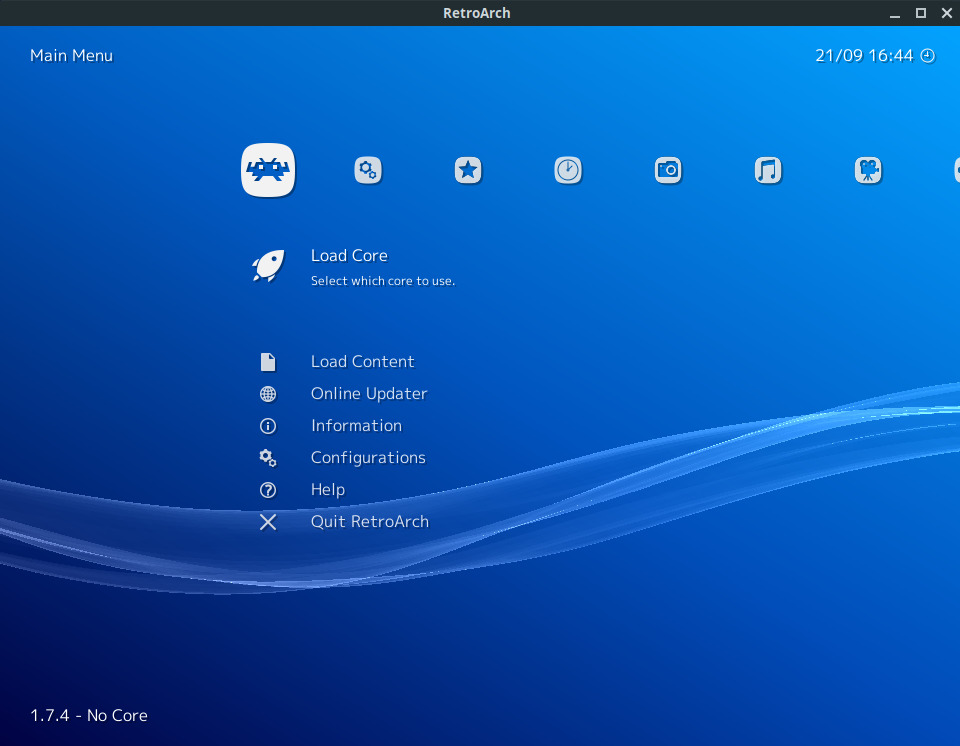 RetroArch
Main Menu
21/09 16:44
Load Core
Select which core to use.
Load Content
Online Updater
Information
Configurations
Help
Quit RetroArch
1.7.4 - No Core